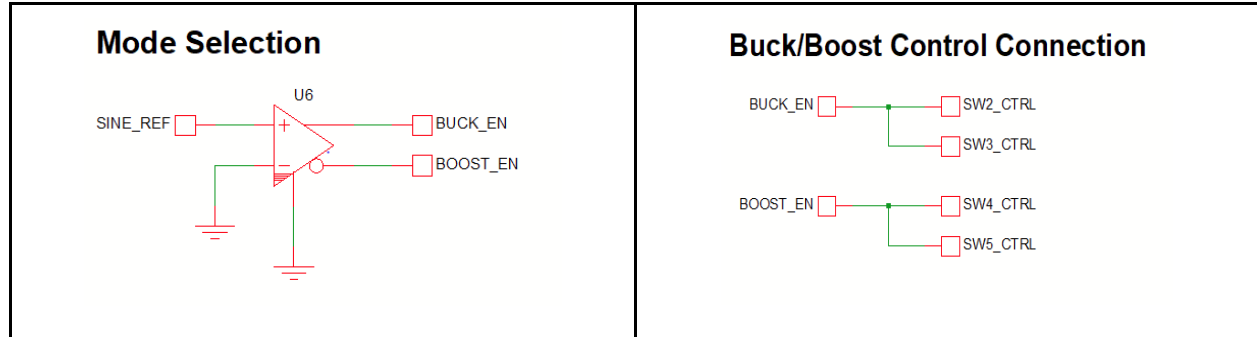 Mode Selection
U6
SINE_REF
+
BUCK_EN
−
BOOST_EN
Buck/Boost Control Connection
BUCK_EN
SW2_CTRL
SW3_CTRL
BOOST_EN
SW4_CTRL
SW5_CTRL